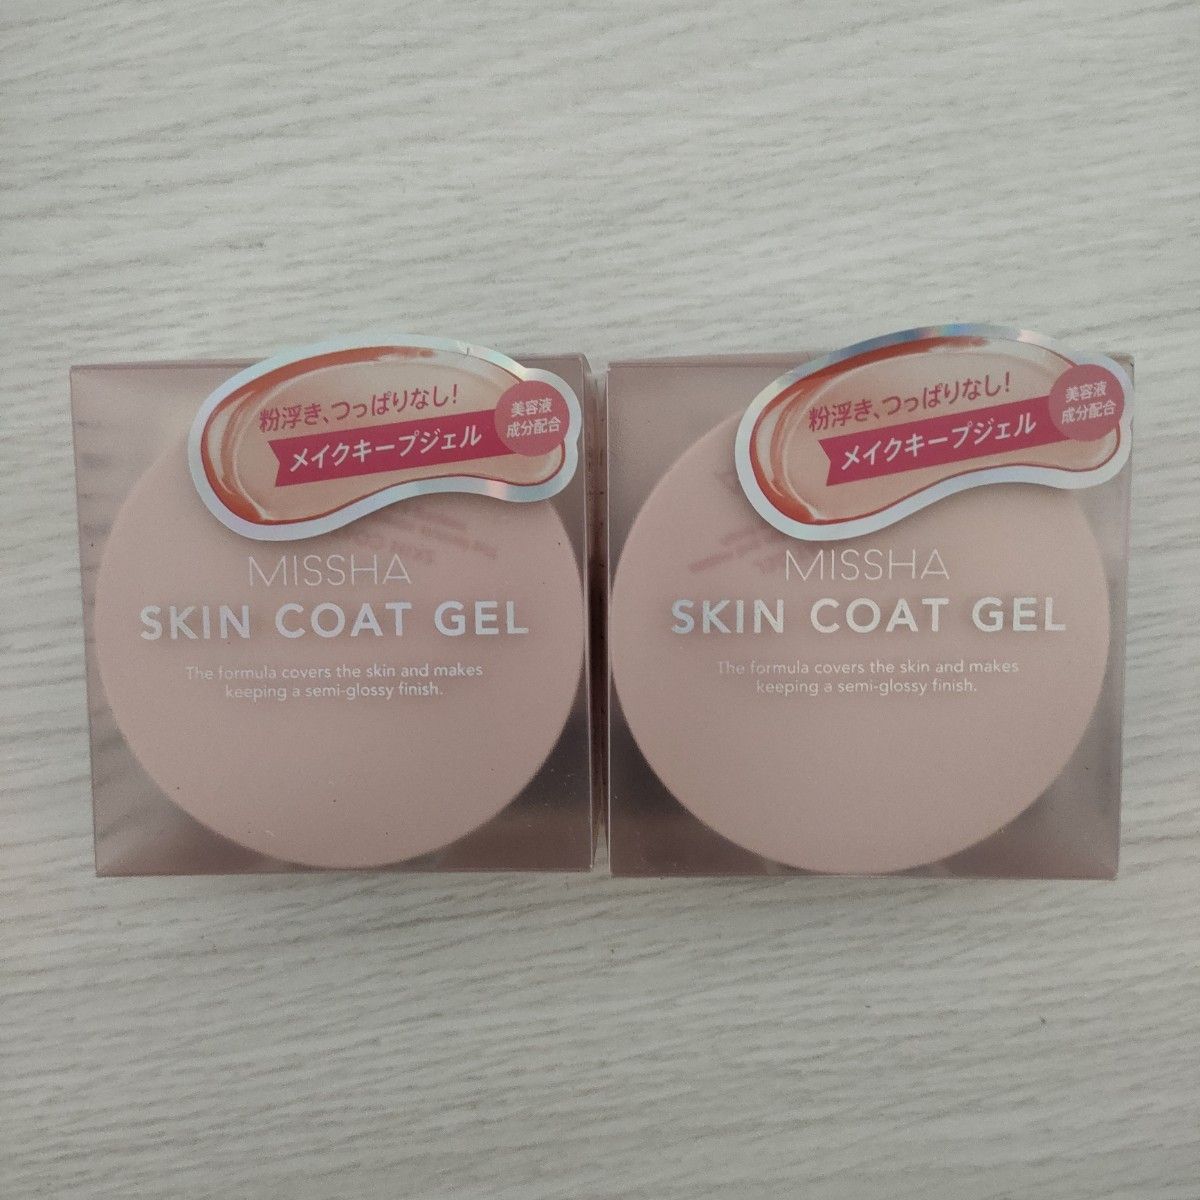 粉浮き、つっぱりなし!
メイクキープジェル
美容液
成分配合
MISSHA
SKIN COAT GEL
The formula covers the skin and makes
keeping a semi-glossy finish.
粉浮き、つっぱりなし!
メイクキープジェル
美容液
成分配合
MISSHA
SKIN COAT GEL
The formula covers the skin and makes
keeping a semi-glossy finish.